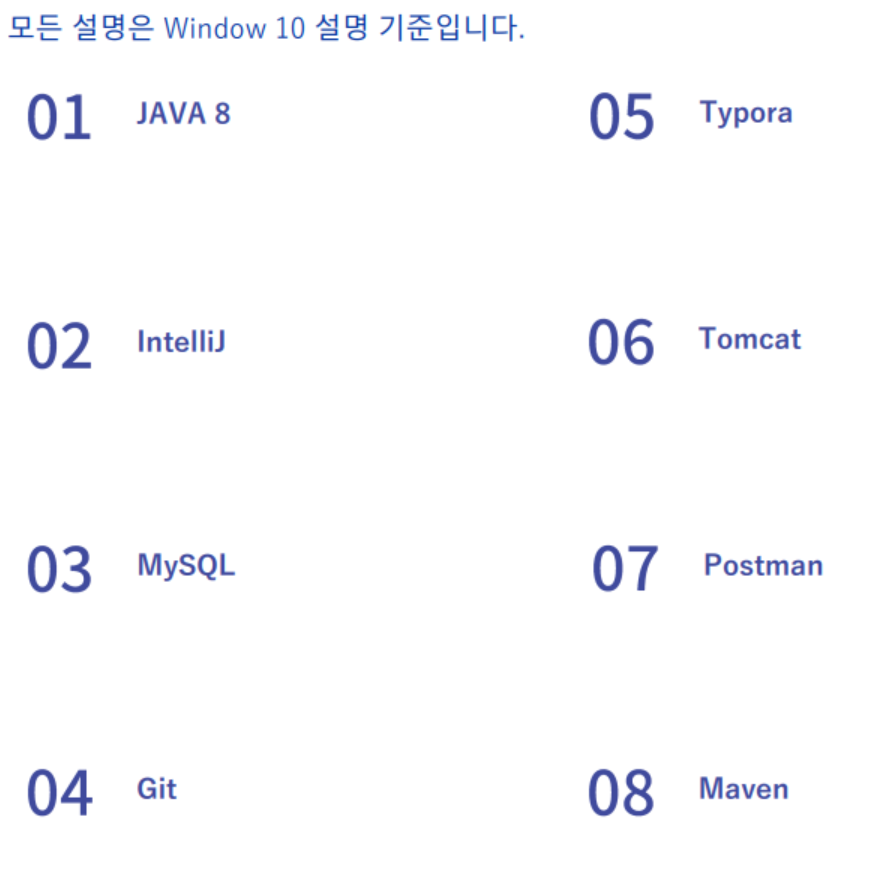 모든 설명은 Window 10 설명 기준입니다.
01 JAVA 8
02 IntelliJ
03 MySQL
04 Git
05 Typora
06 Tomcat
07 Postman
08 Maven